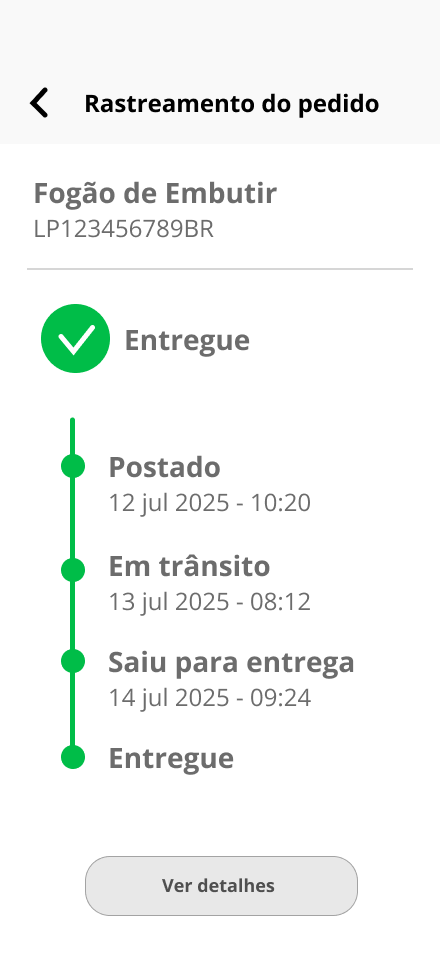 Rastreamento do pedido
Fogão de Embutir
LP123456789BR
Entregue
Postado
12 jul 2025 - 10:20
Em trânsito
13 jul 2025 - 08:12
Saiu para entrega
14 jul 2025 - 09:24
Entregue
Ver detalhes